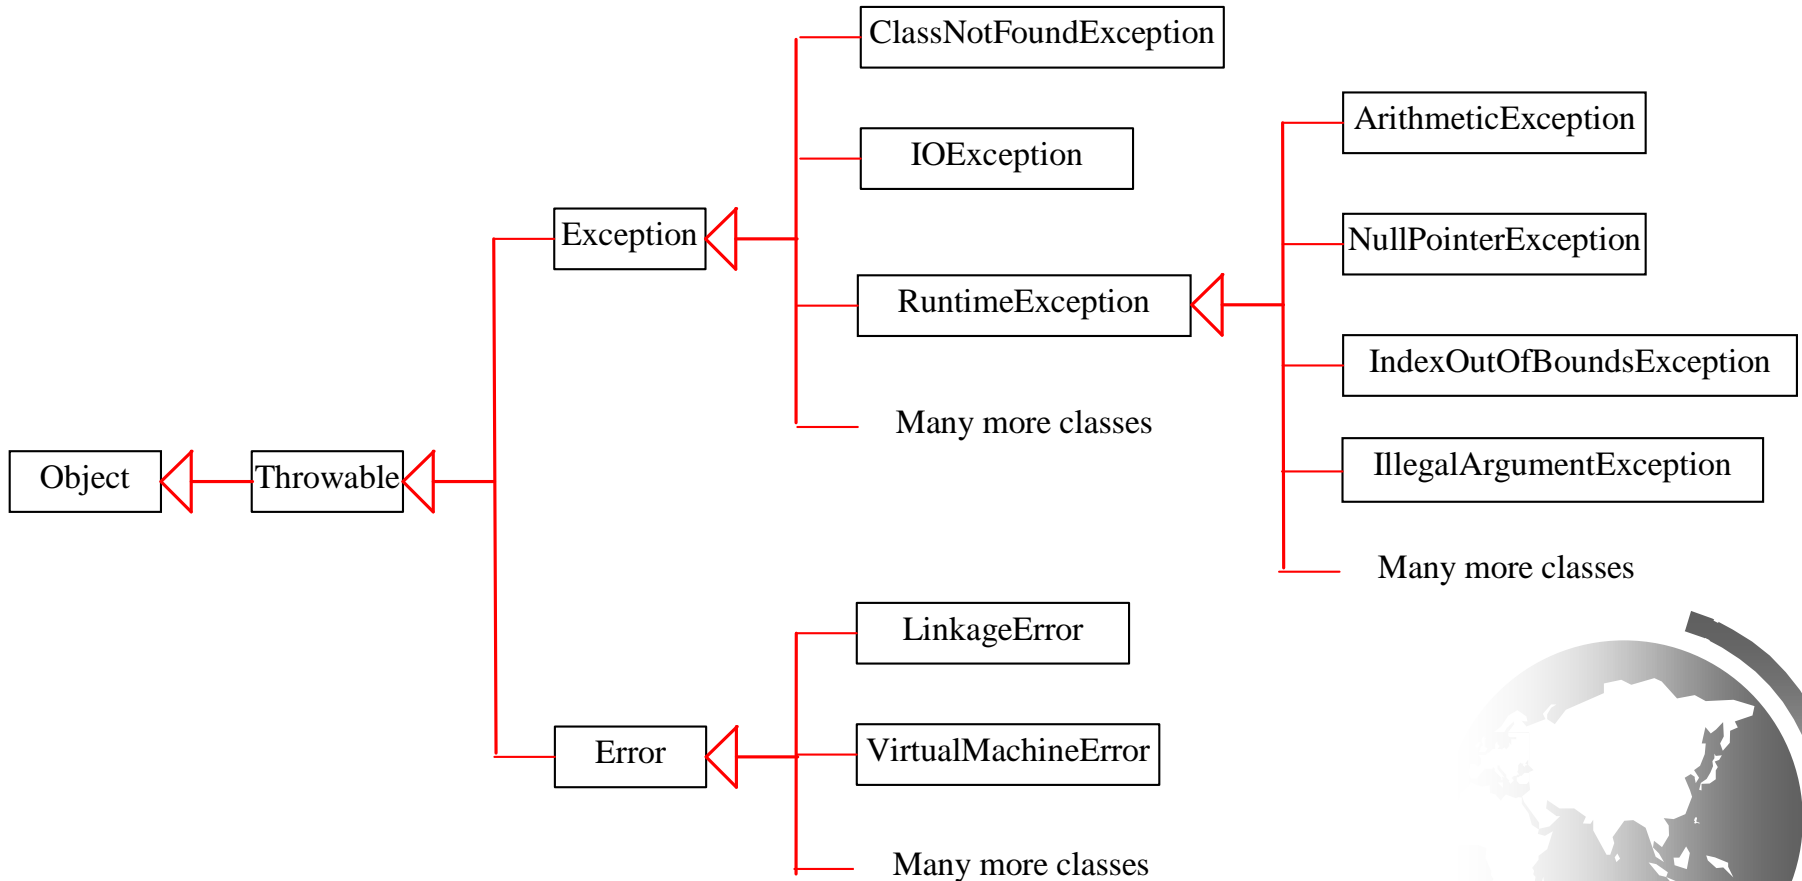 ClassNotFoundException
ArithmeticException
IOException
NullPointerException
Exception
RuntimeException
IndexOutOfBoundsException
Many more classes
IllegalArgumentException
Object
Throwable
Many more classes
LinkageError
Error
VirtualMachineError
Many more classes